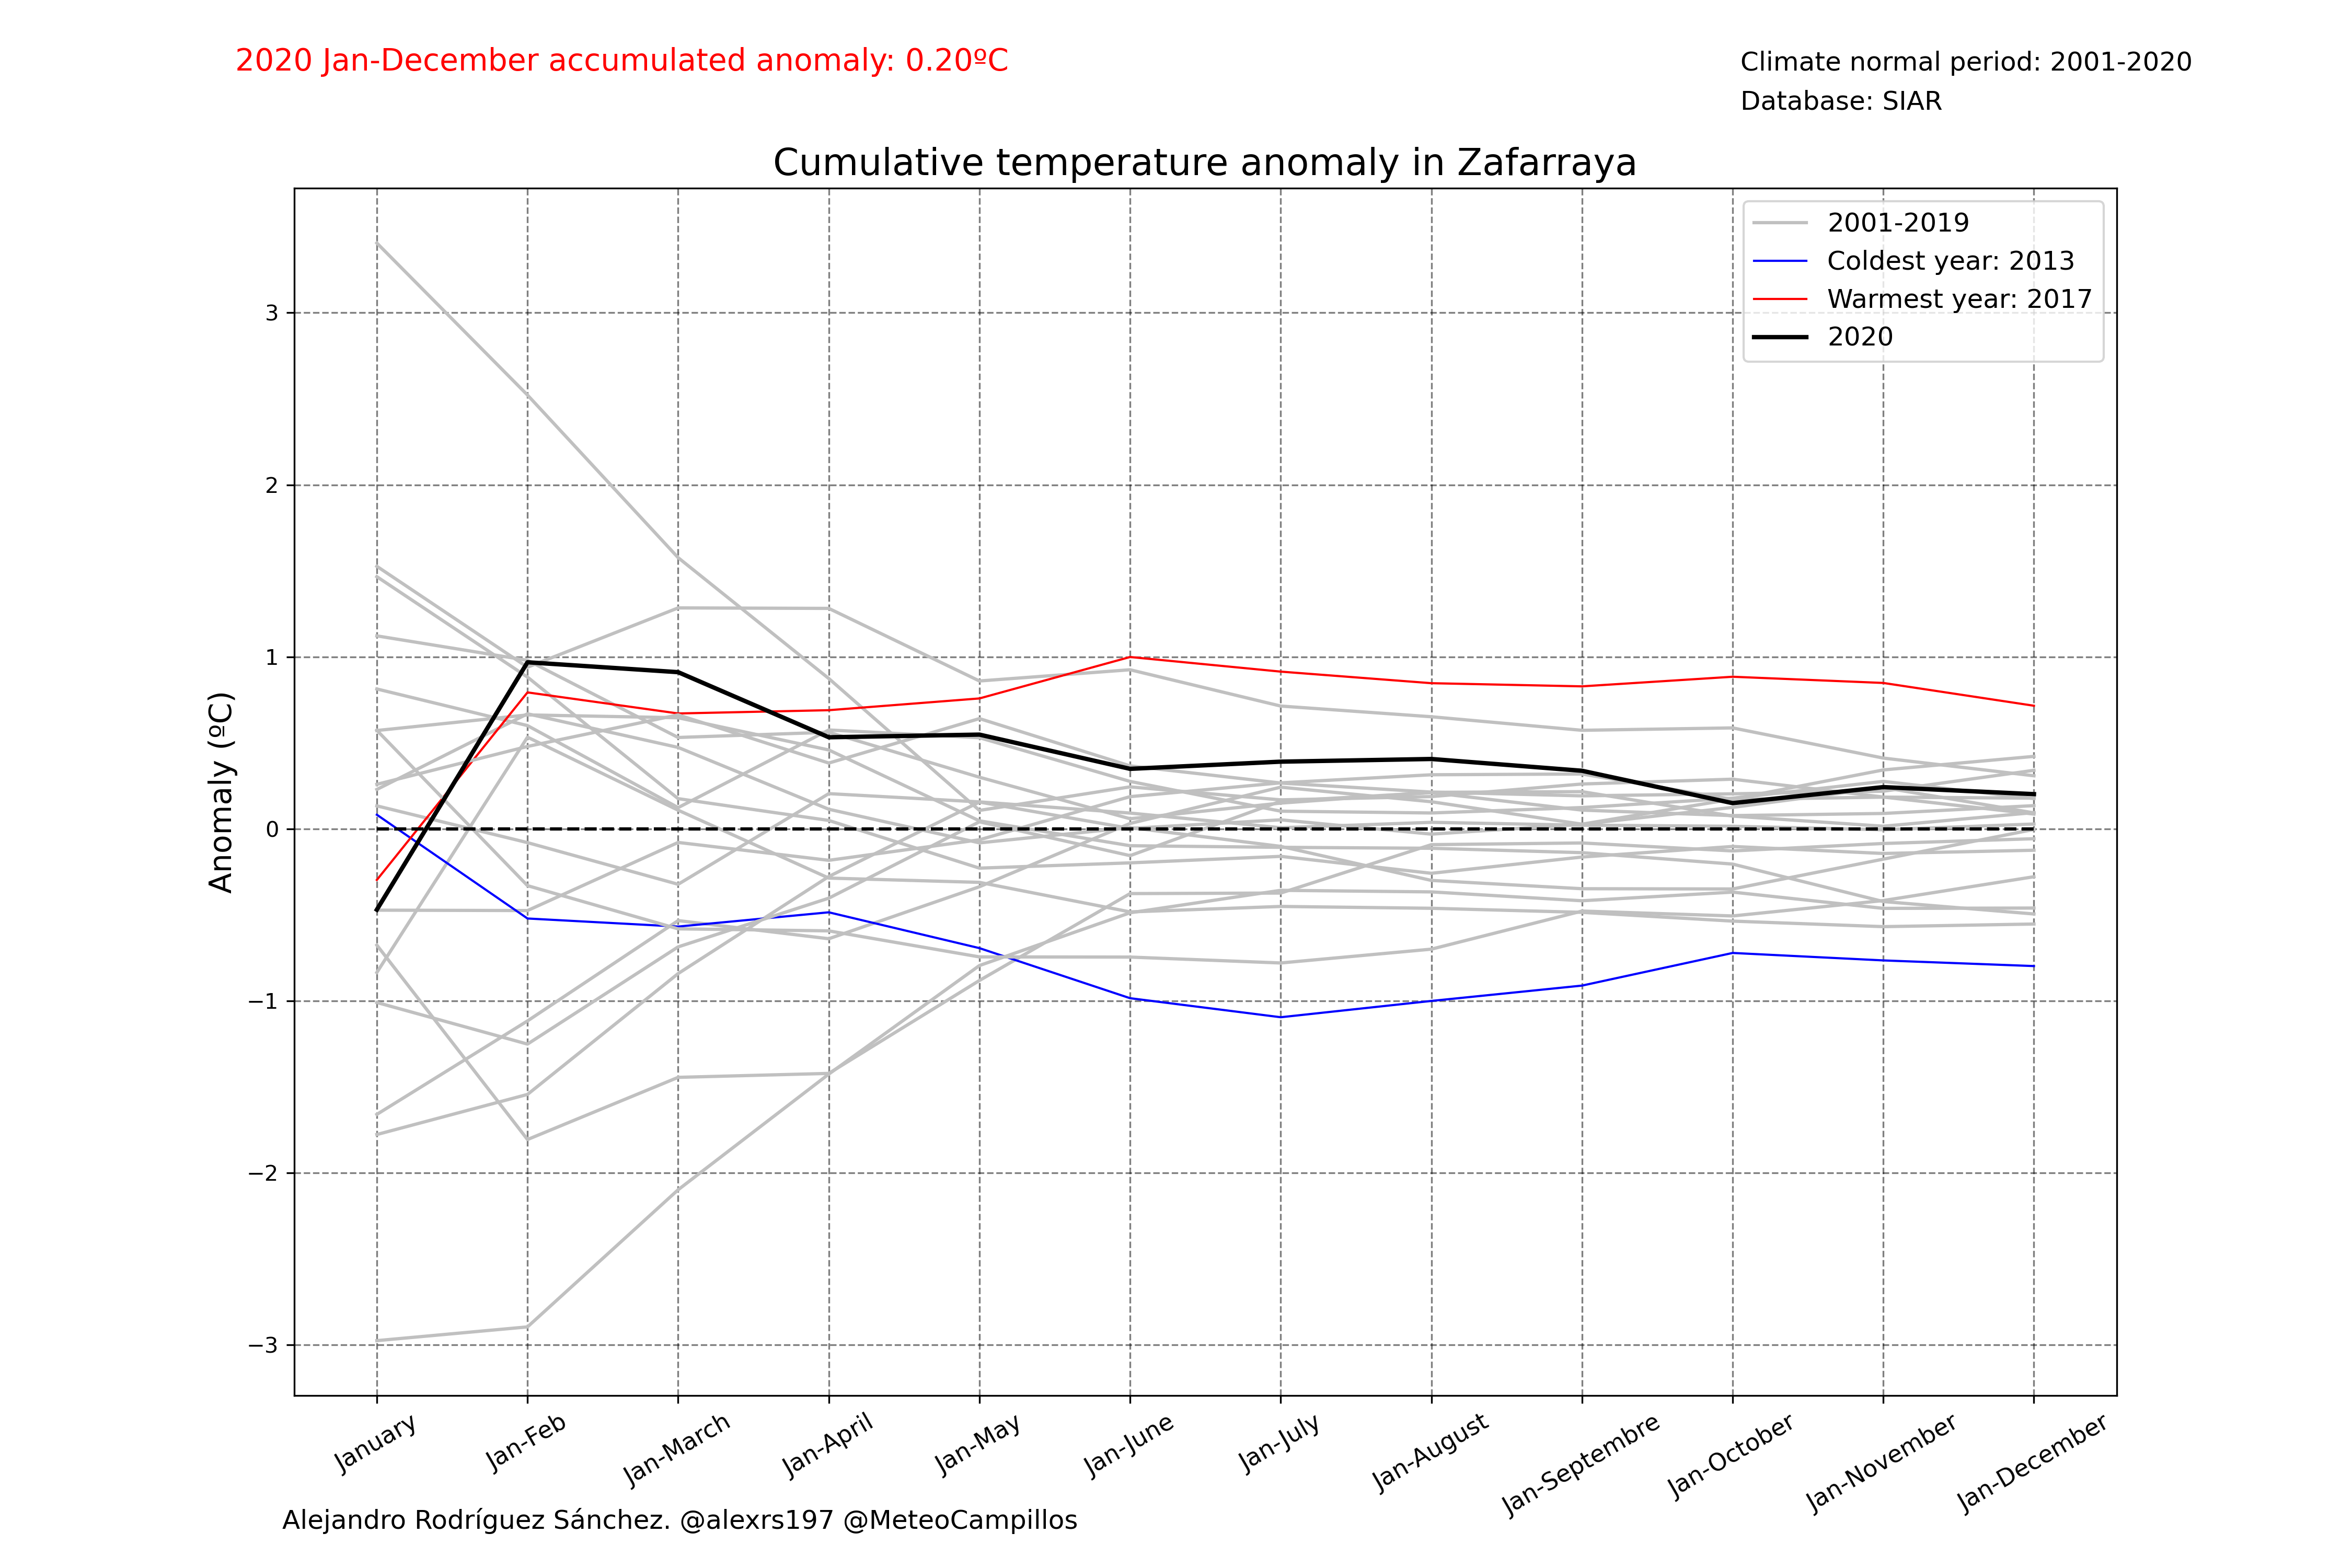 2020 Jan-December accumulated anomaly: 0.20ºC
Climate normal period: 2001-2020
Database: SIAR
Cumulative temperature anomaly in Zafarraya
2001-2019
Coldest year: 2013
Warmest year: 2017
2020
Anomaly (ºC)
3
2
1
0
−1
−2
−3
January
Jan-Feb
Jan-March
Jan-April
Jan-May
Jan-June
Jan-July
Jan-August
Jan-Septembre
Jan-October
Jan-November
Jan-December
Alejandro Rodríguez Sánchez. @alexrs197 @MeteoCampillos